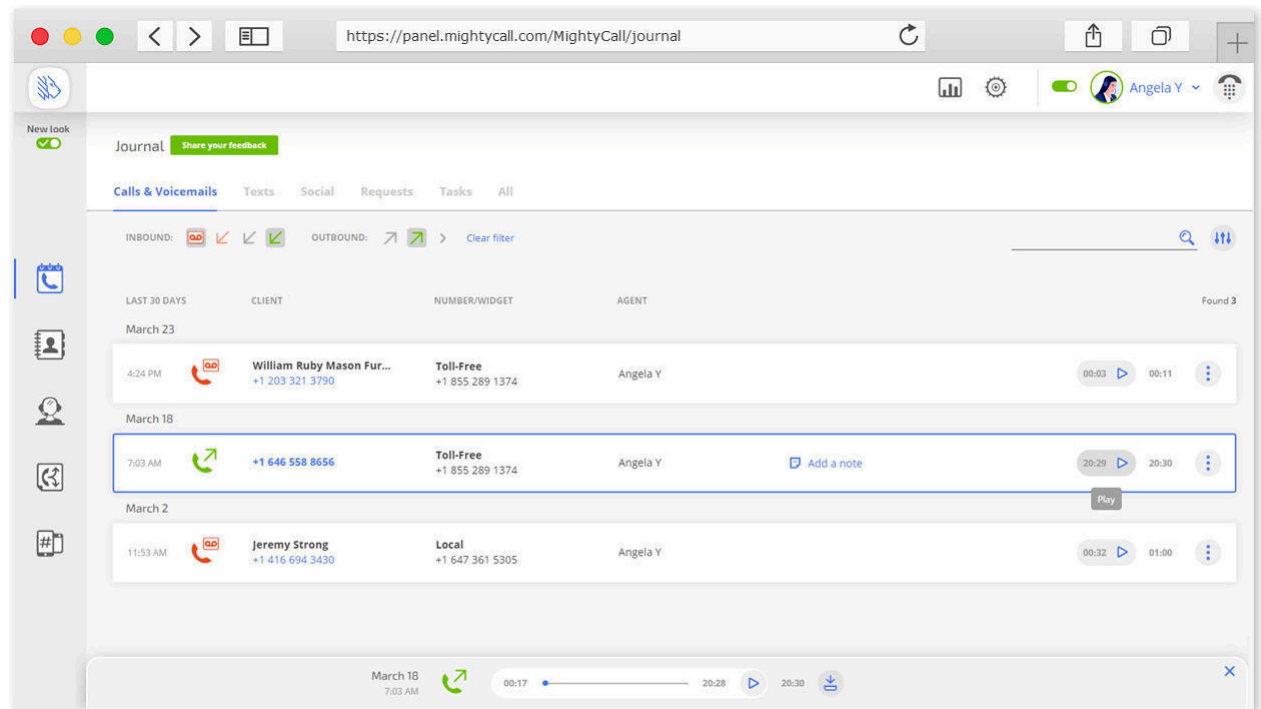 https://panel.mightycall.com/MightyCall/journal
Angela Y
New look
Journal
Share your feedback
Calls & Voicemails Texts Social Requests Tasks All
INBOUND: OUTBOUND: Clear filter
LAST 30 DAYS CLIENT NUMBER/WIDGET AGENT Found 3
March 23
4:24 PM William Ruby Mason Fur... Toll-Free Angela Y 00:03 00:11
+1 203 321 3790 +1 855 289 1374
March 18
7:03 AM +1 646 558 8656 Toll-Free Angela Y Add a note 20:29 20:30
+1 855 289 1374
Play
March 2
11:53 AM Jeremy Strong Local Angela Y 00:32 01:00
+1 416 694 3430 +1 647 361 5305
#
March 18
7:03 AM 00:17 20:28 20:30